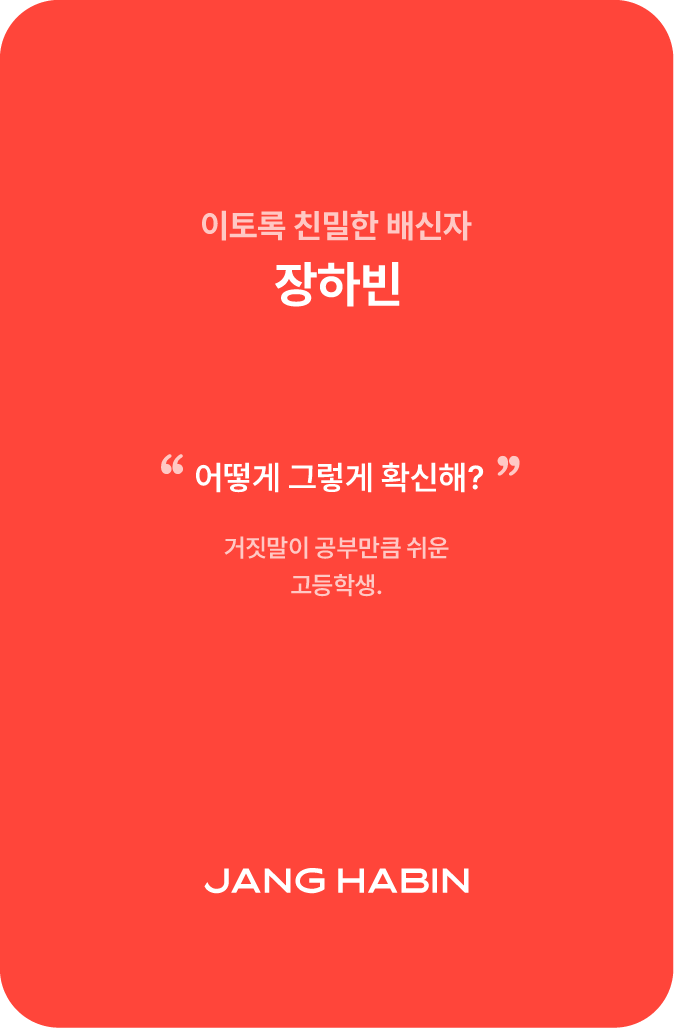 이토록 친밀한 배신자
장하빈
“ 어떻게 그렇게 확신해? ”
거짓말이 공부만큼 쉬운
고등학생.
JANG HABIN